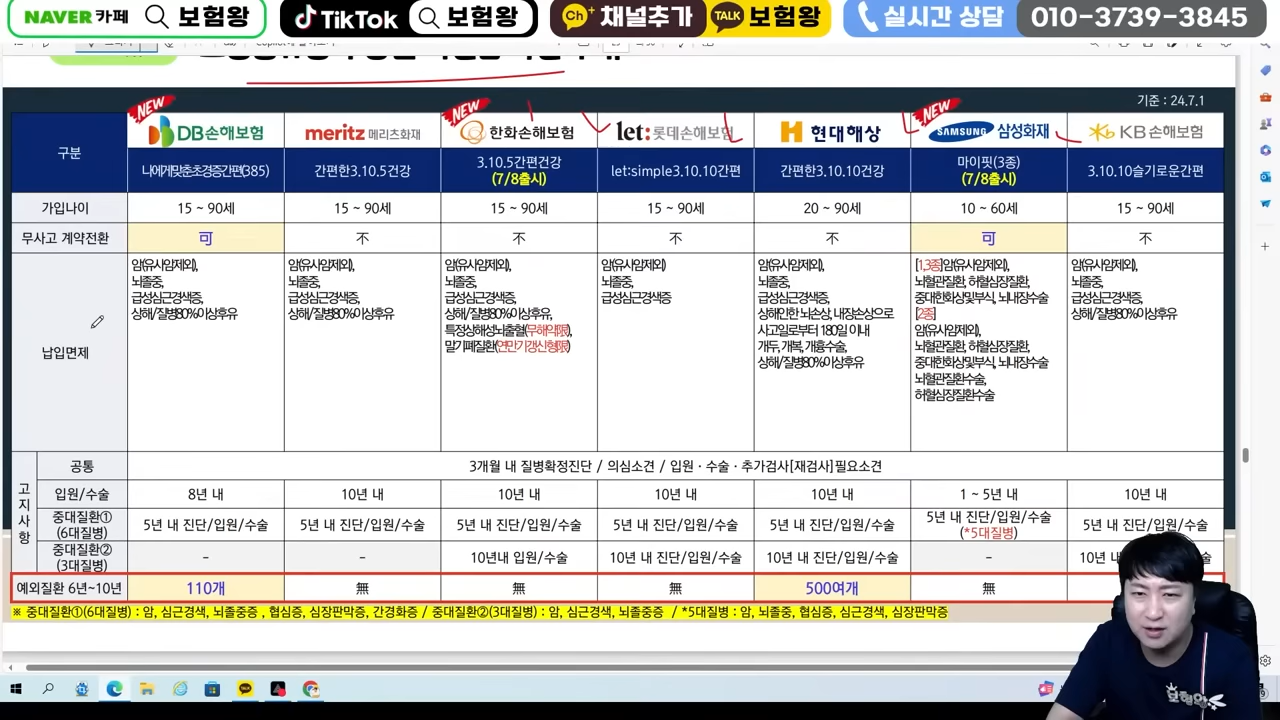 NAVER 카페 보험왕 TikTok 보험왕 Ch+ 채널추가 TALK 보험왕 실시간 상담 010-3739-3845
기준 : 24.7.1
NEW NEW NEW
구분 DB손해보험 meritz 메리츠화재 한화손해보험 let: 롯데손해보험 현대해상 SAMSUNG 삼성화재 KB 손해보험
나에게맞춘초경증간편(385) 간편한3.10.5건강 3.10.5간편건강 (7/8출시) let:simple3.10.10간편 간편한3.10.10건강 마이핏(3종) (7/8출시) 3.10.10슬기로운간편
가입나이 15 ~ 90세 15 ~ 90세 15 ~ 90세 15 ~ 90세 20 ~ 90세 10 ~ 60세 15 ~ 90세
무사고 계약전환 可 不 不 不 不 可 不
납입면제
암(유사암제외),
뇌졸중,
급성심근경색증,
상해/질병80%이상후유
암(유사암제외),
뇌졸중,
급성심근경색증,
상해/질병80%이상후유
암(유사암제외),
뇌졸중,
급성심근경색증,
상해/질병80%이상후유,
특정상해성뇌출혈(무해약限)
말기폐질환(연만기갱신형限)
암(유사암제외)
뇌졸중,
급성심근경색증
암(유사암제외),
뇌졸중,
급성심근경색증,
상해인한 뇌손상, 내장손상으로
사고일로부터 180일 이내
개두, 개복, 개흉수술,
상해/질병80%이상후유
[1,3종]암(유사암제외),
뇌혈관질환, 허혈심장질환,
중대한화상및부식, 뇌내장수술
[2종]
암(유사암제외),
뇌혈관질환, 허혈심장질환,
중대한화상및부식, 뇌내장수술
뇌혈관질환수술,
허혈심장질환수술
암(유사암제외),
뇌졸중,
급성심근경색증,
상해/질병80%이상후유
고지사항
공통 3개월 내 질병확정진단 / 의심소견 / 입원 · 수술 · 추가검사[재검사]필요소견
입원/수술 8년 내 10년 내 10년 내 10년 내 10년 내 1 ~ 5년 내 10년 내
중대질환① (6대질병) 5년 내 진단/입원/수술 5년 내 진단/입원/수술 5년 내 진단/입원/수술 5년 내 진단/입원/수술 5년 내 진단/입원/수술 5년 내 진단/입원/수술 (*5대질병) 5년 내 진단/입원/수술
중대질환② (3대질병) - - 10년내 입원/수술 10년 내 진단/입원/수술 10년 내 진단/입원/수술 - 10년
예외질환 6년~10년 110개 無 無 無 500여개 無
※ 중대질환①(6대질병) : 암, 심근경색, 뇌졸중증 , 협심증, 심장판막증, 간경화증 / 중대질환②(3대질병) : 암, 심근경색, 뇌졸중증 / *5대질병 : 암, 뇌졸중, 협심증, 심근경색, 심장판막증
보험왕